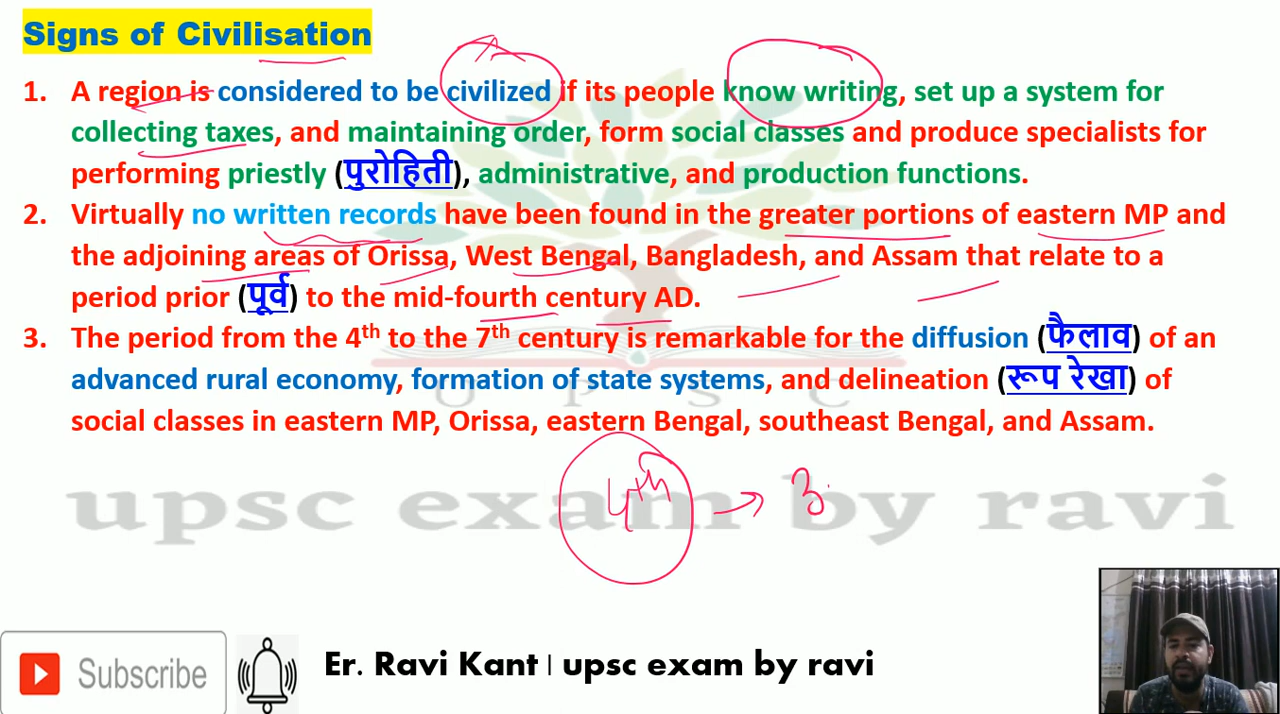 Signs of Civilisation
1. A region is considered to be civilized if its people know writing, set up a system for
collecting taxes, and maintaining order, form social classes and produce specialists for
performing priestly (पुरोहिती), administrative, and production functions.
2. Virtually no written records have been found in the greater portions of eastern MP and
the adjoining areas of Orissa, West Bengal, Bangladesh, and Assam that relate to a
period prior (पूर्व) to the mid-fourth century AD.
3. The period from the 4th to the 7th century is remarkable for the diffusion (फैलाव) of an
advanced rural economy, formation of state systems, and delineation (रूप रेखा) of
UPSC
social classes in eastern MP, Orissa, eastern Bengal, southeast Bengal, and Assam.
4th → 3
upsc exam by ravi
Subscribe
Er. Ravi Kant | upsc exam by ravi